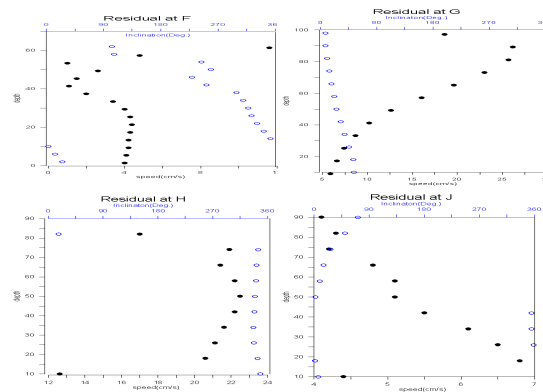 Residual at F
Inclination(Deg.)
0 90 180 270 36
60
40
20
0
depth
0 4 8 1
speed(cm/s)
Residual at G
Inclination(Deg.)
0 90 180 270 36
100
80
60
40
20
depth
5 10 15 20 25
speed(cm/s)
Residual at H
Inclination(Deg.)
0 90 180 270 360
90
80
70
60
50
40
30
20
10
depth
12 14 16 18 20 22 24
speed(cm/s)
Residual at J
Inclination(Deg.)
0 90 180 270 360
90
80
70
60
50
40
30
20
10
depth
4 5 6 7
speed(cm/s)